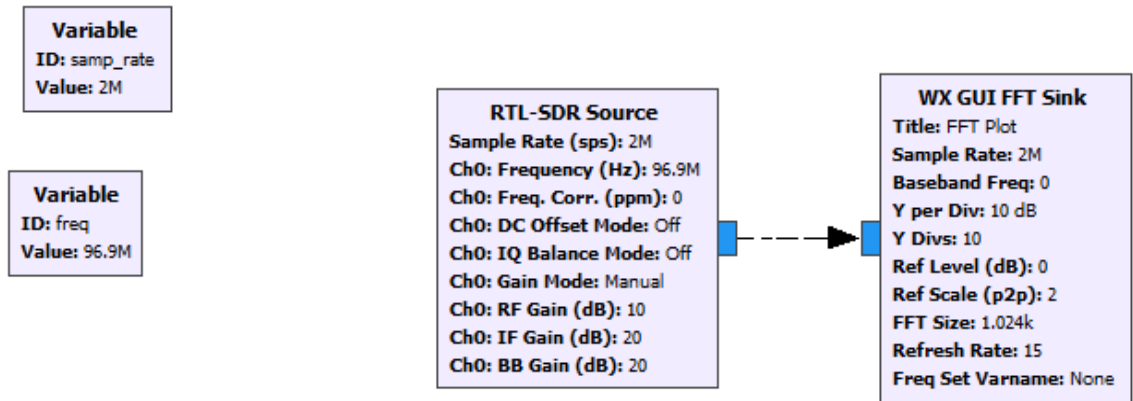 Variable
ID: samp_rate
Value: 2M
Variable
ID: freq
Value: 96.9M
RTL-SDR Source
Sample Rate (sps): 2M
Ch0: Frequency (Hz): 96.9M
Ch0: Freq. Corr. (ppm): 0
Ch0: DC Offset Mode: Off
Ch0: IQ Balance Mode: Off
Ch0: Gain Mode: Manual
Ch0: RF Gain (dB): 10
Ch0: IF Gain (dB): 20
Ch0: BB Gain (dB): 20
WX GUI FFT Sink
Title: FFT Plot
Sample Rate: 2M
Baseband Freq: 0
Y per Div: 10 dB
Y Divs: 10
Ref Level (dB): 0
Ref Scale (p2p): 2
FFT Size: 1.024k
Refresh Rate: 15
Freq Set Varname: None